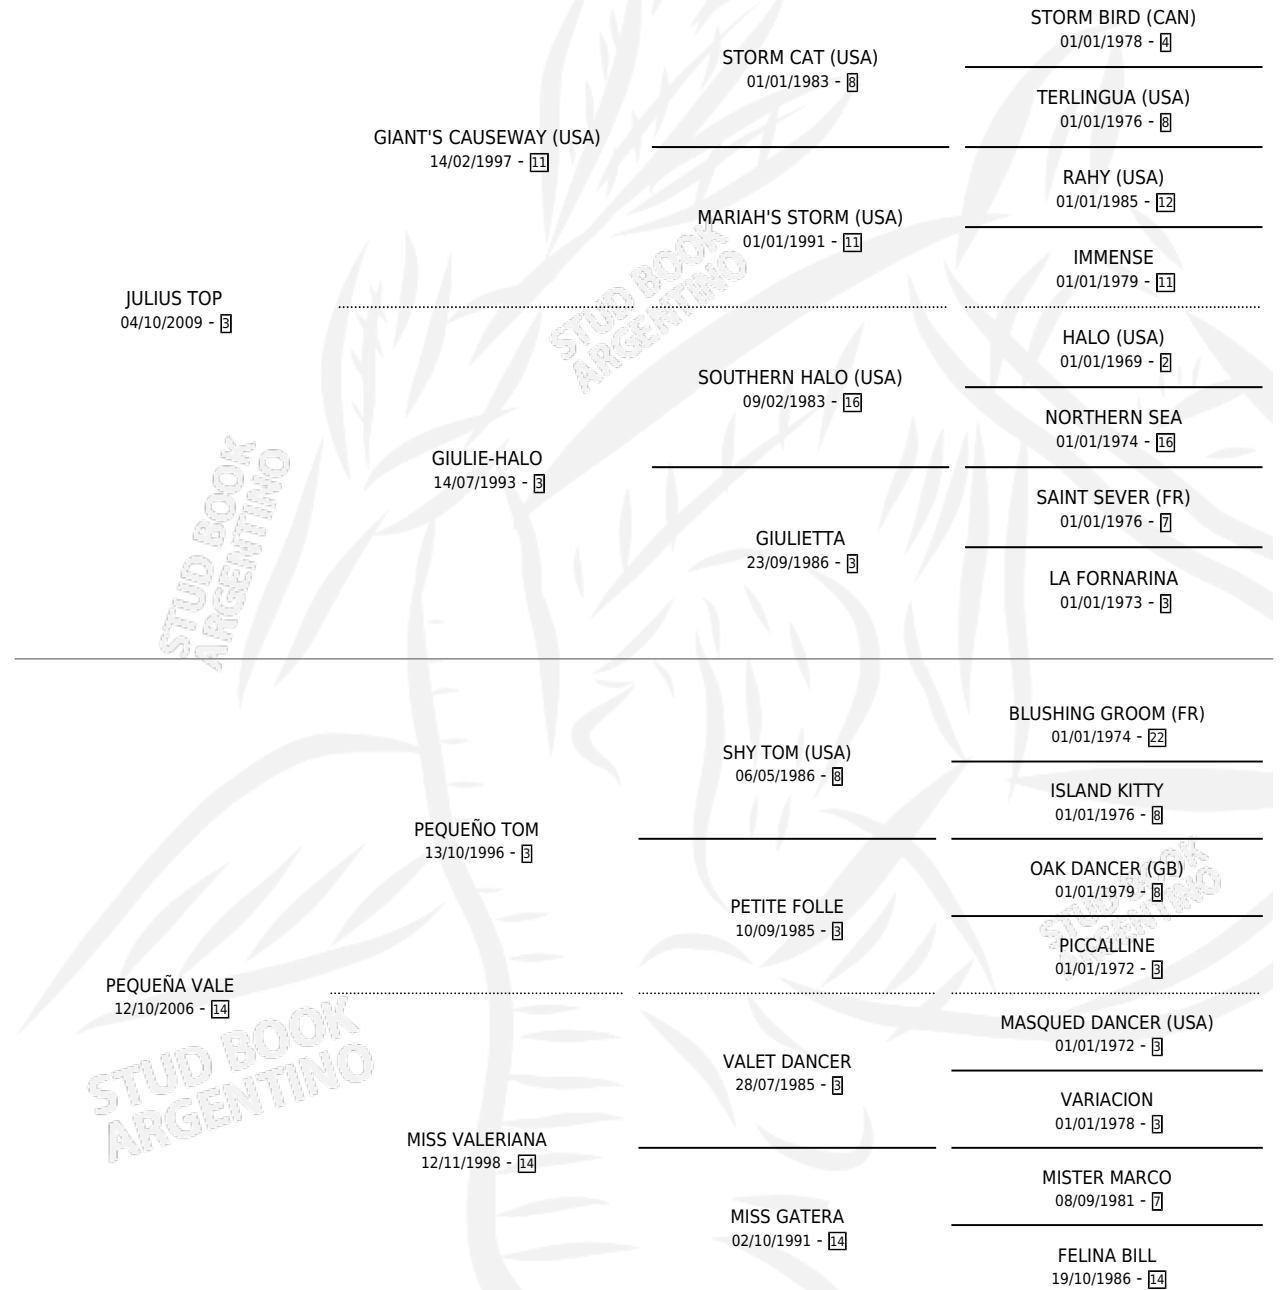 STORM BIRD (CAN)
01/01/1978 - 4
STORM CAT (USA)
01/01/1983 - 8
TERLINGUA (USA)
01/01/1976 - 8
GIANT'S CAUSEWAY (USA)
14/02/1997 - 11
RAHY (USA)
01/01/1985 - 12
MARIAH'S STORM (USA)
01/01/1991 - 11
IMMENSE
01/01/1979 - 11
JULIUS TOP
04/10/2009 - 3
HALO (USA)
01/01/1969 - 2
SOUTHERN HALO (USA)
09/02/1983 - 16
NORTHERN SEA
01/01/1974 - 16
GIULIE-HALO
14/07/1993 - 3
SAINT SEVER (FR)
01/01/1976 - 7
GIULIETTA
23/09/1986 - 3
LA FORNARINA
01/01/1973 - 3
BLUSHING GROOM (FR)
01/01/1974 - 22
SHY TOM (USA)
06/05/1986 - 8
ISLAND KITTY
01/01/1976 - 8
PEQUEÑO TOM
13/10/1996 - 3
OAK DANCER (GB)
01/01/1979 - 8
PETITE FOLLE
10/09/1985 - 3
PICCALLINE
01/01/1972 - 3
PEQUEÑA VALE
12/10/2006 - 14
MASQUED DANCER (USA)
01/01/1972 - 3
VALET DANCER
28/07/1985 - 3
VARIACION
01/01/1978 - 3
MISS VALERIANA
12/11/1998 - 14
MISTER MARCO
08/09/1981 - 7
MISS GATERA
02/10/1991 - 14
FELINA BILL
19/10/1986 - 14
STUD BOOK
ARGENTINO
STUD BOOK
ARGENTINO
STUD BOOK
ARGENTINO
STUD BOOK
ARGENTINO